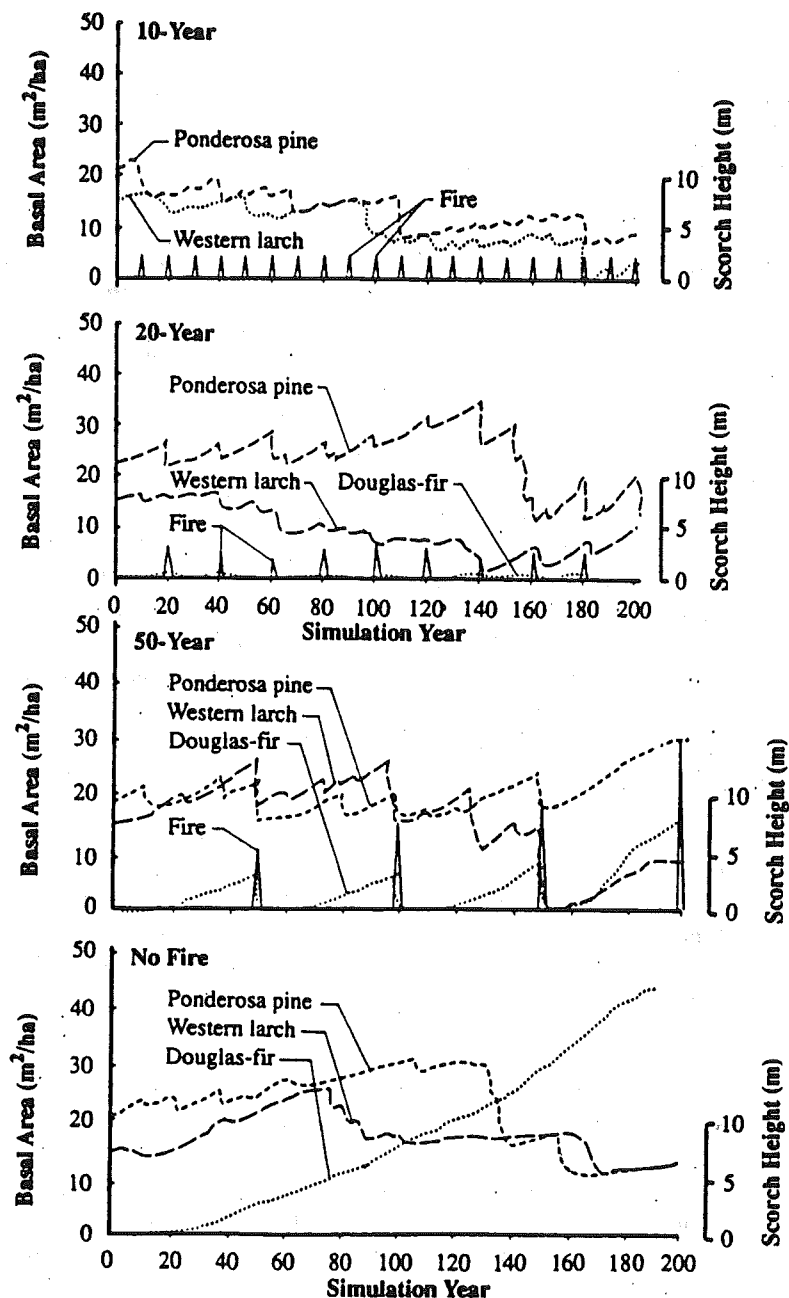 10-Year
50
40
30
20
10
0
Basal Area (m²/ha)
Ponderosa pine
Western larch
Fire
10
5
0
Scorch Height (m)
20-Year
50
40
30
20
10
0
Basal Area (m²/ha)
Ponderosa pine
Western larch
Douglas-fir
Fire
10
5
0
Scorch Height (m)
0 20 40 60 80 100 120 140 160 180 200
Simulation Year
50-Year
50
40
30
20
10
0
Basal Area (m²/ha)
Ponderosa pine
Western larch
Douglas-fir
Fire
10
5
0
Scorch Height (m)
No Fire
50
40
30
20
10
0
Basal Area (m²/ha)
Ponderosa pine
Western larch
Douglas-fir
10
5
0
Scorch Height (m)
0 20 40 60 80 100 120 140 160 180 200
Simulation Year